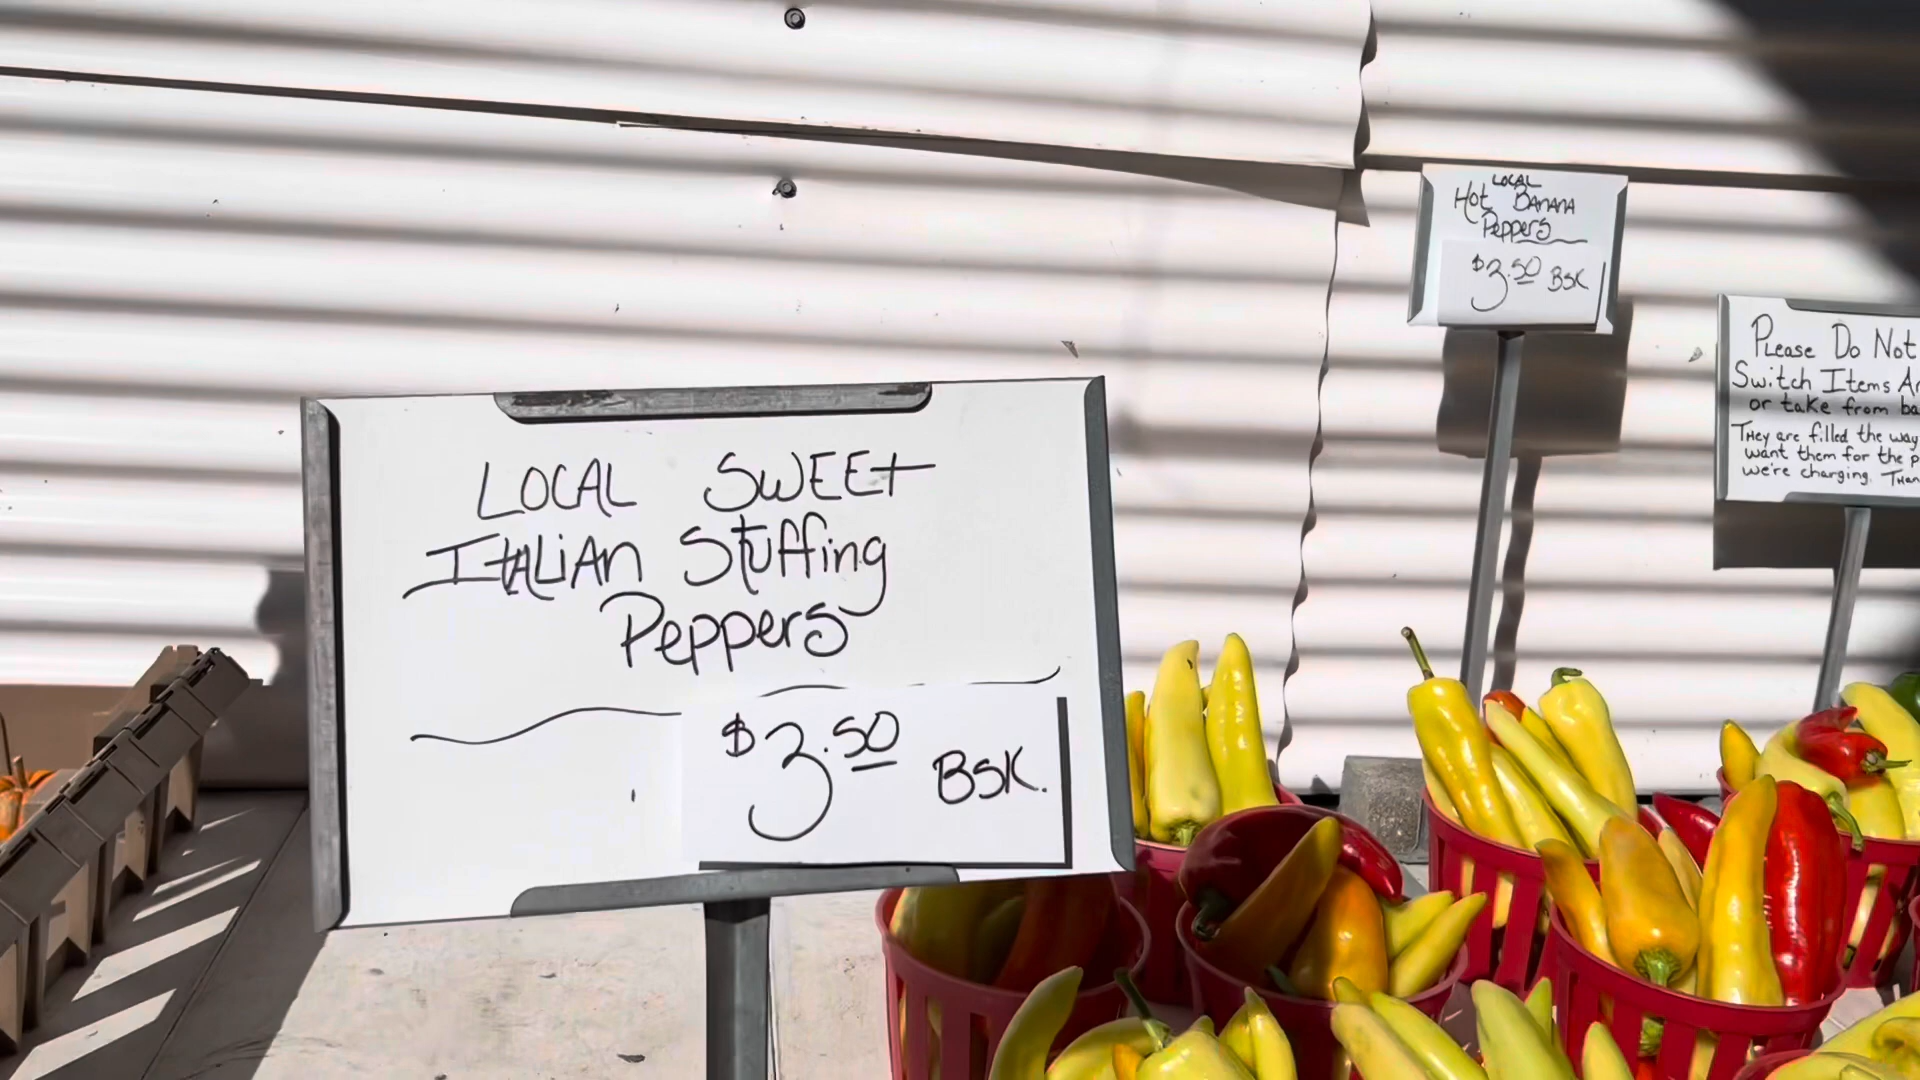 LOCAL SWEEt
ItALiAn Stuffing
Peppers
$3.50 BSK.
LOCAL
Hot BANANA
Peppers
$3.50 BSK
PLease Do Not
Switch Items
or take from
THey are filled the way
want them for the
we're charging.